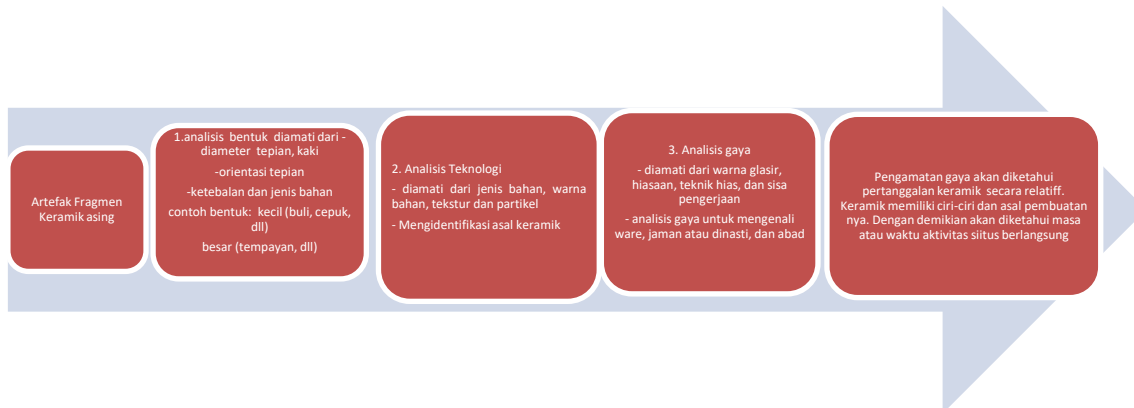 Artefak Fragmen
Keramik asing
1.analisis bentuk diamati dari -
diameter tepian, kaki
-orientasi tepian
-ketebalan dan jenis bahan
contoh bentuk: kecil (buli, cepuk,
dll)
besar (tempayan, dll)
2. Analisis Teknologi
- diamati dari jenis bahan, warna
bahan, tekstur dan partikel
- Mengidentifikasi asal keramik
3. Analisis gaya
- diamati dari warna glasir,
hiasaan, teknik hias, dan sisa
pengerjaan
- analisis gaya untuk mengenali
ware, jaman atau dinasti, dan abad
Pengamatan gaya akan diketahui
pertanggalan keramik secara relatiff.
Keramik memiliki ciri-ciri dan asal pembuatan
nya. Dengan demikian akan diketahui masa
atau waktu aktivitas siitus berlangsung